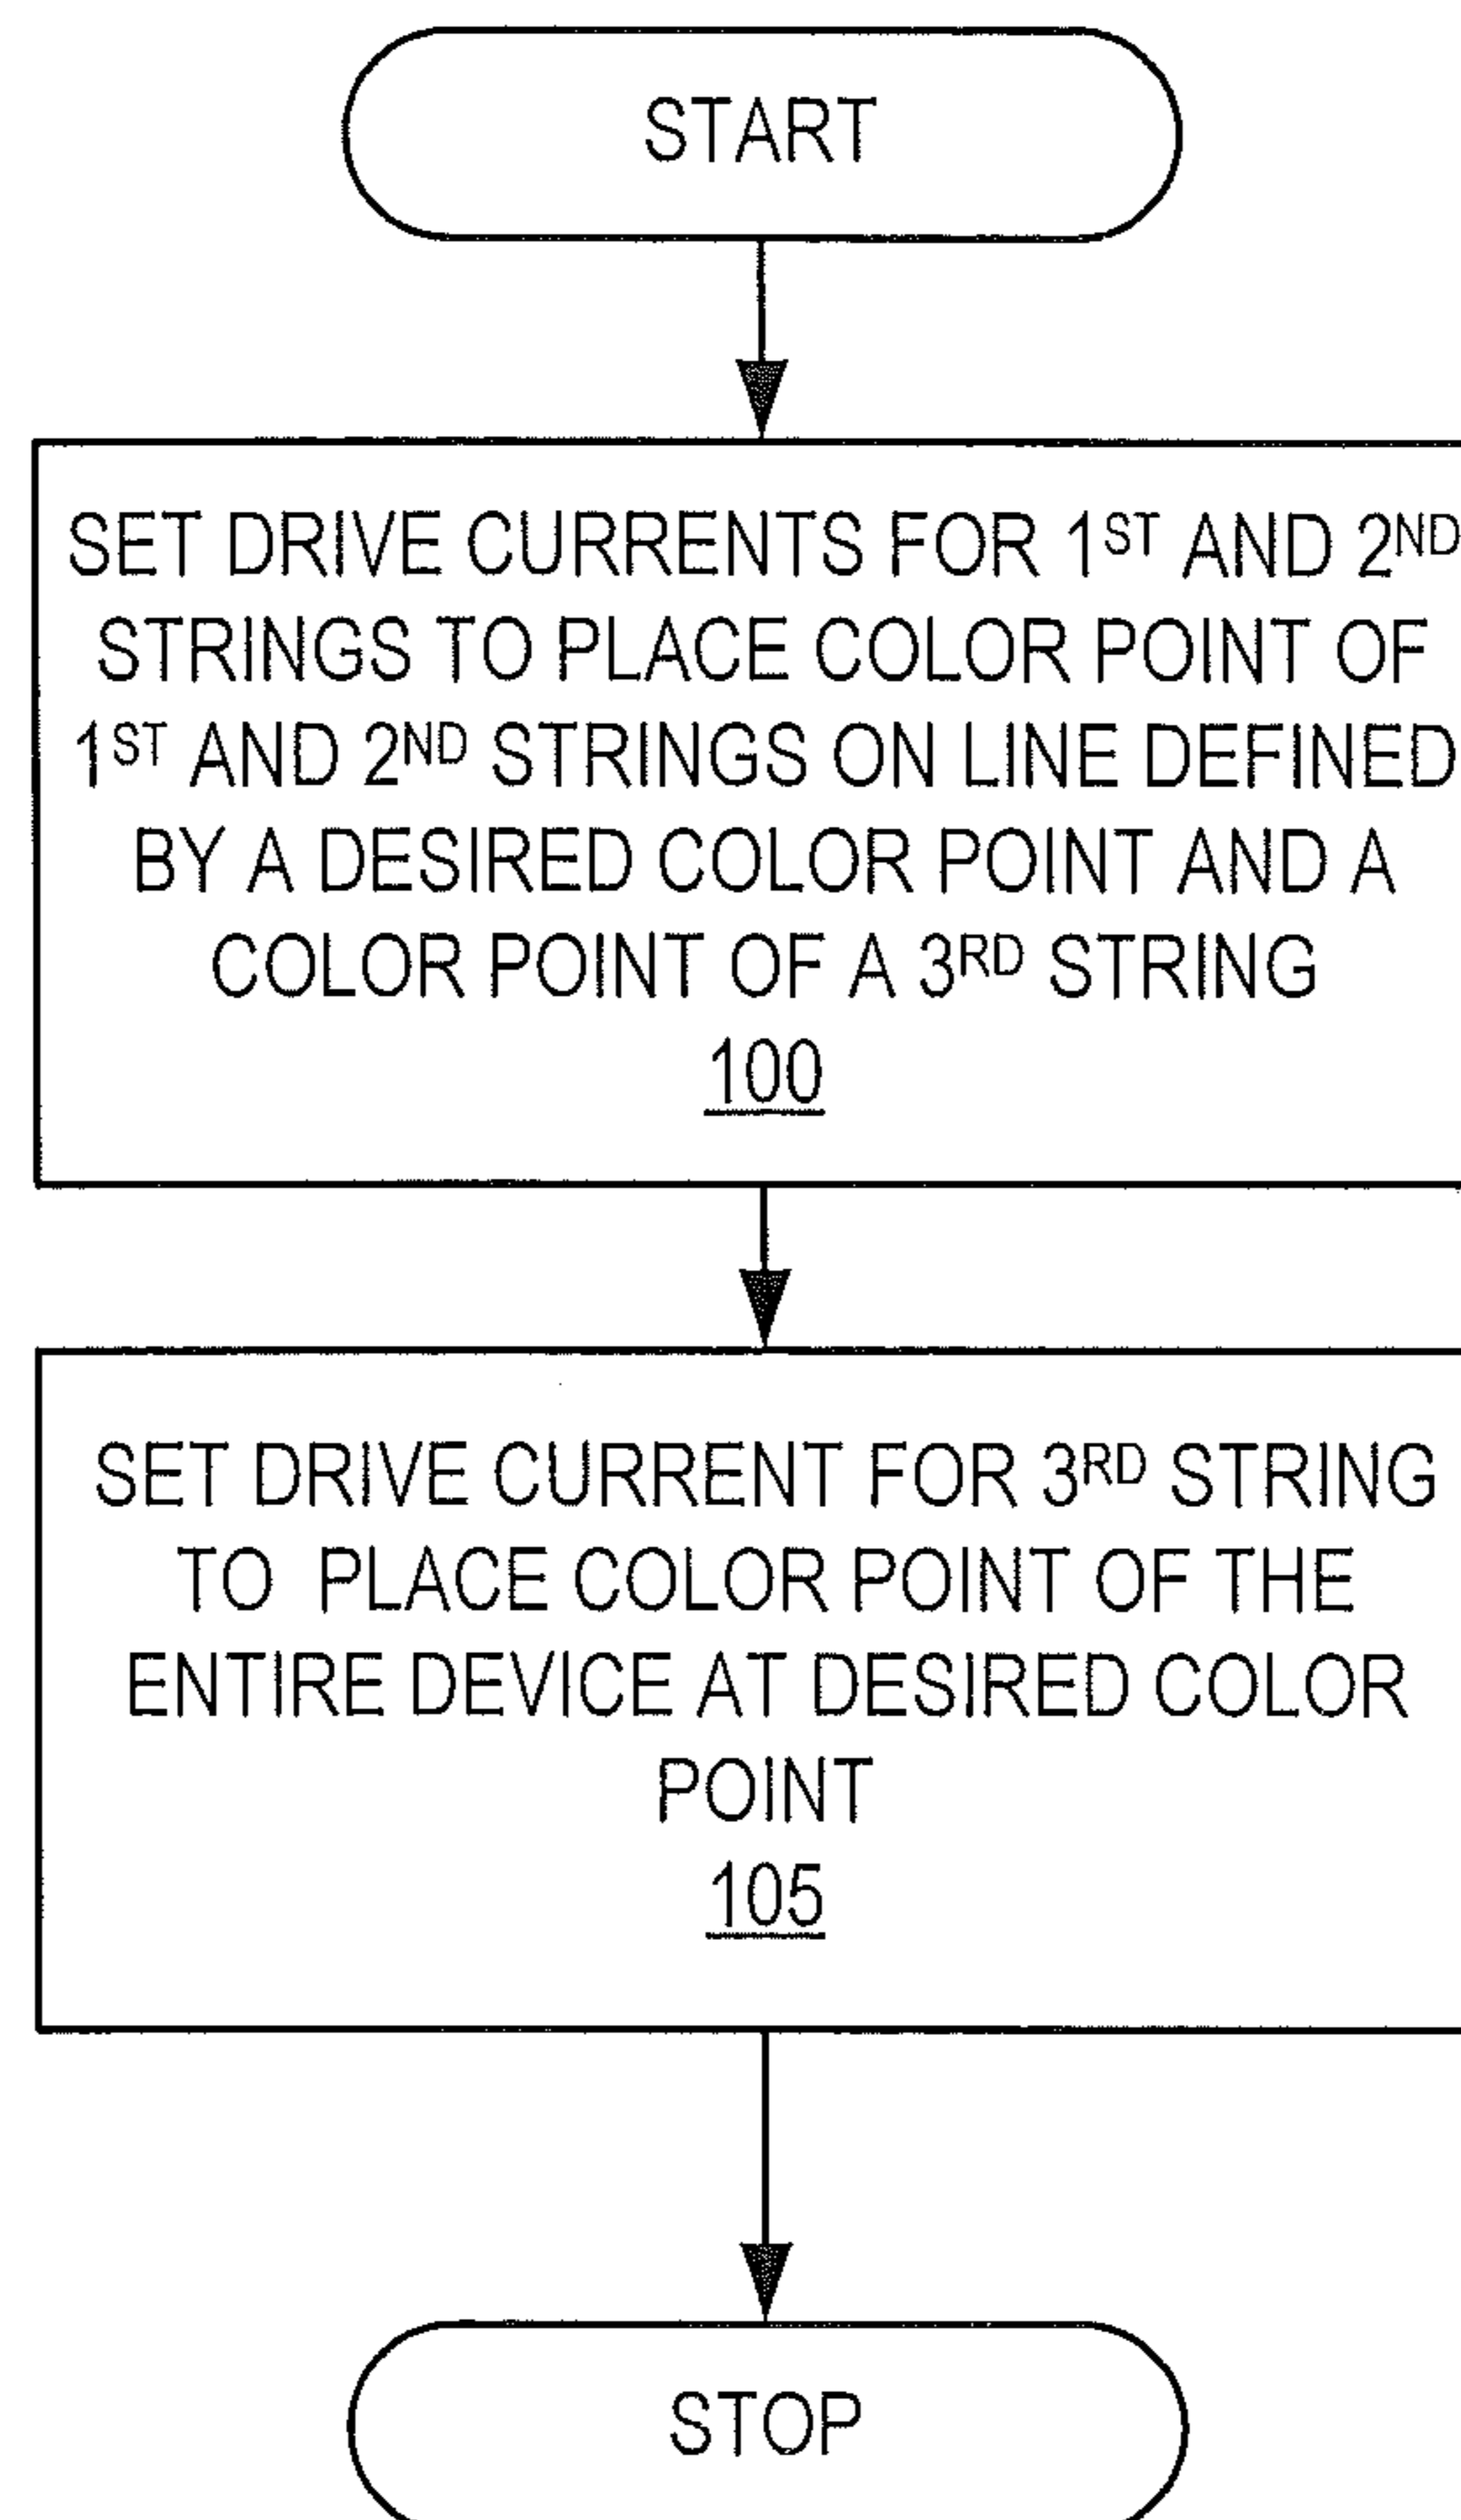 START
SET DRIVE CURRENTS FOR 1ST AND 2ND
STRINGS TO PLACE COLOR POINT OF
1ST AND 2ND STRINGS ON LINE DEFINED
BY A DESIRED COLOR POINT AND A
COLOR POINT OF A 3RD STRING
100
SET DRIVE CURRENT FOR 3RD STRING
TO PLACE COLOR POINT OF THE
ENTIRE DEVICE AT DESIRED COLOR
POINT
105
STOP